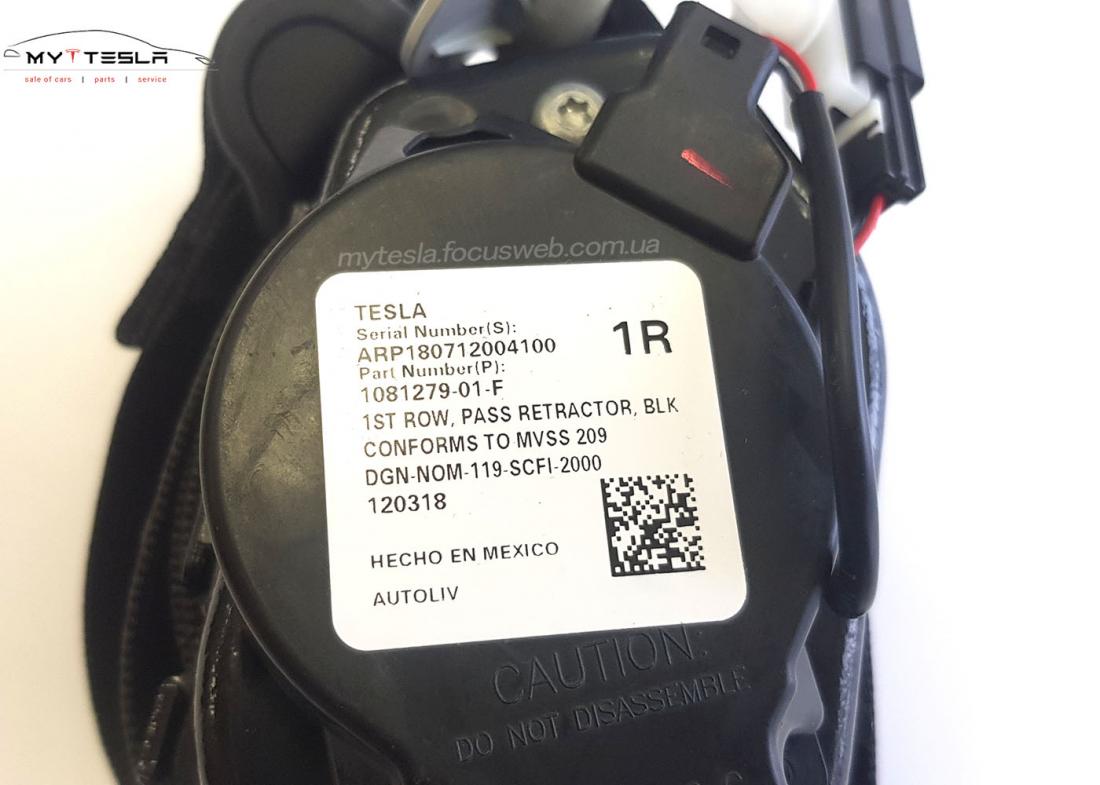 MY TESLA
sale of cars | parts | service
mytesla.focusweb.com.ua
TESLA
Serial Number(S):
1R
ARP180712004100
Part Number(P):
1081279-01-F
1ST ROW, PASS RETRACTOR, BLK
CONFORMS TO MVSS 209
DGN-NOM-119-SCFI-2000
120318
HECHO EN MEXICO
AUTOLIV
CAUTION:
DO NOT DISASSEMBLE